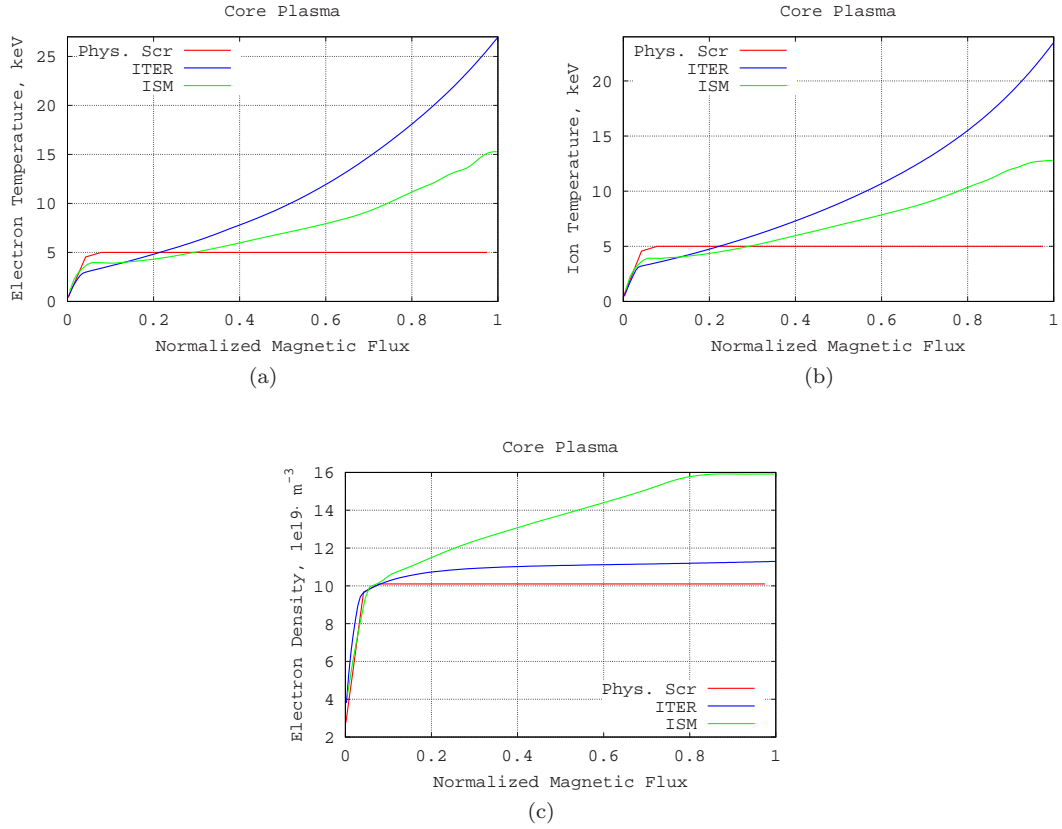 Core Plasma
Electron Temperature, keV
Phys. Scr
ITER
ISM
25
20
15
10
5
0
0 0.2 0.4 0.6 0.8 1
Normalized Magnetic Flux
(a)
Core Plasma
Ion Temperature, keV
Phys. Scr
ITER
ISM
20
15
10
5
0
0 0.2 0.4 0.6 0.8 1
Normalized Magnetic Flux
(b)
Core Plasma
Electron Density, 1e19· m⁻³
16
14
12
10
8
6
4
2
Phys. Scr
ITER
ISM
0 0.2 0.4 0.6 0.8 1
Normalized Magnetic Flux
(c)